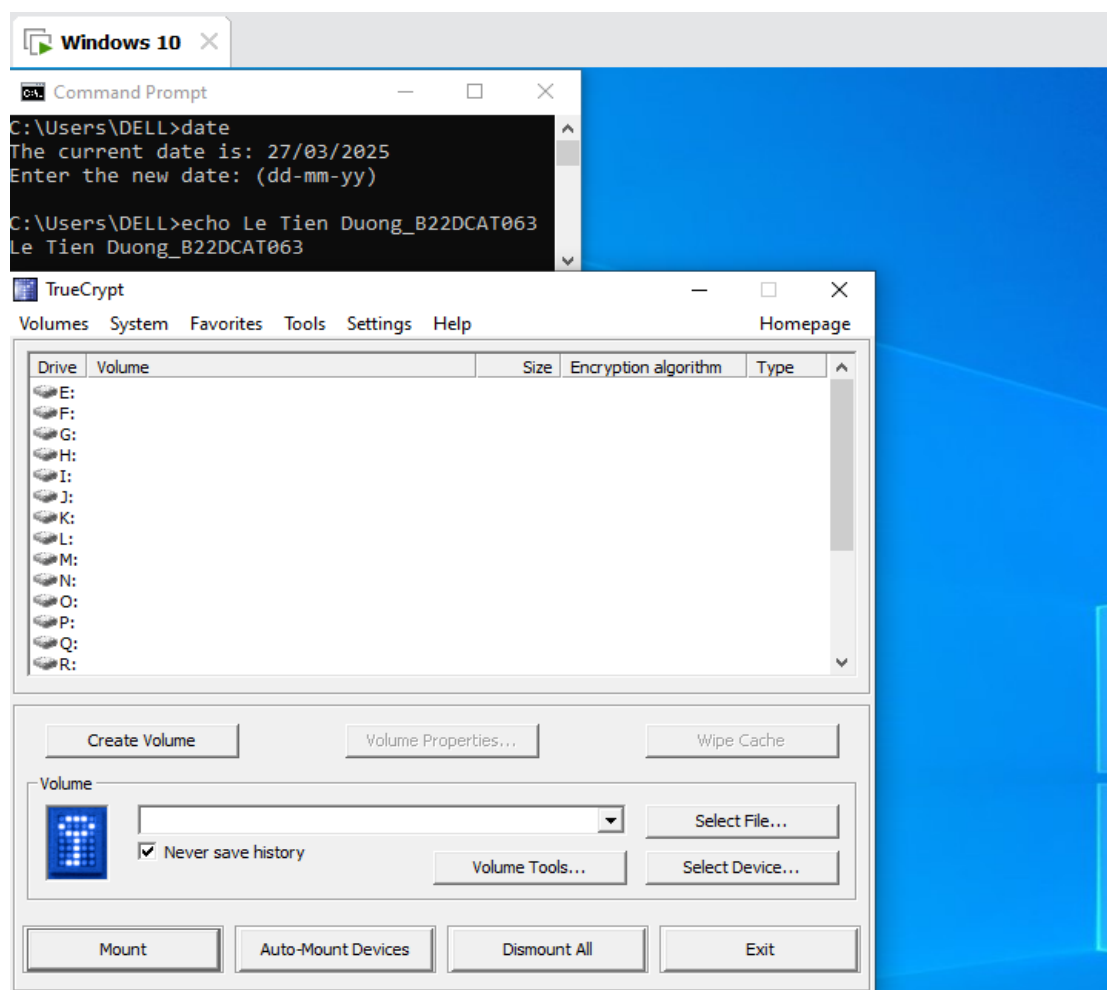 Windows 10
Command Prompt
C:\Users\DELL>date
The current date is: 27/03/2025
Enter the new date: (dd-mm-yy)
C:\Users\DELL>echo Le Tien Duong_B22DCAT063
Le Tien Duong_B22DCAT063
TrueCrypt
Volumes System Favorites Tools Settings Help Homepage
Drive Volume Size Encryption algorithm Type
E:
F:
G:
H:
I:
J:
K:
L:
M:
N:
O:
P:
Q:
R:
Create Volume Volume Properties... Wipe Cache
Volume
Select File...
Never save history
Volume Tools... Select Device...
Mount Auto-Mount Devices Dismount All Exit